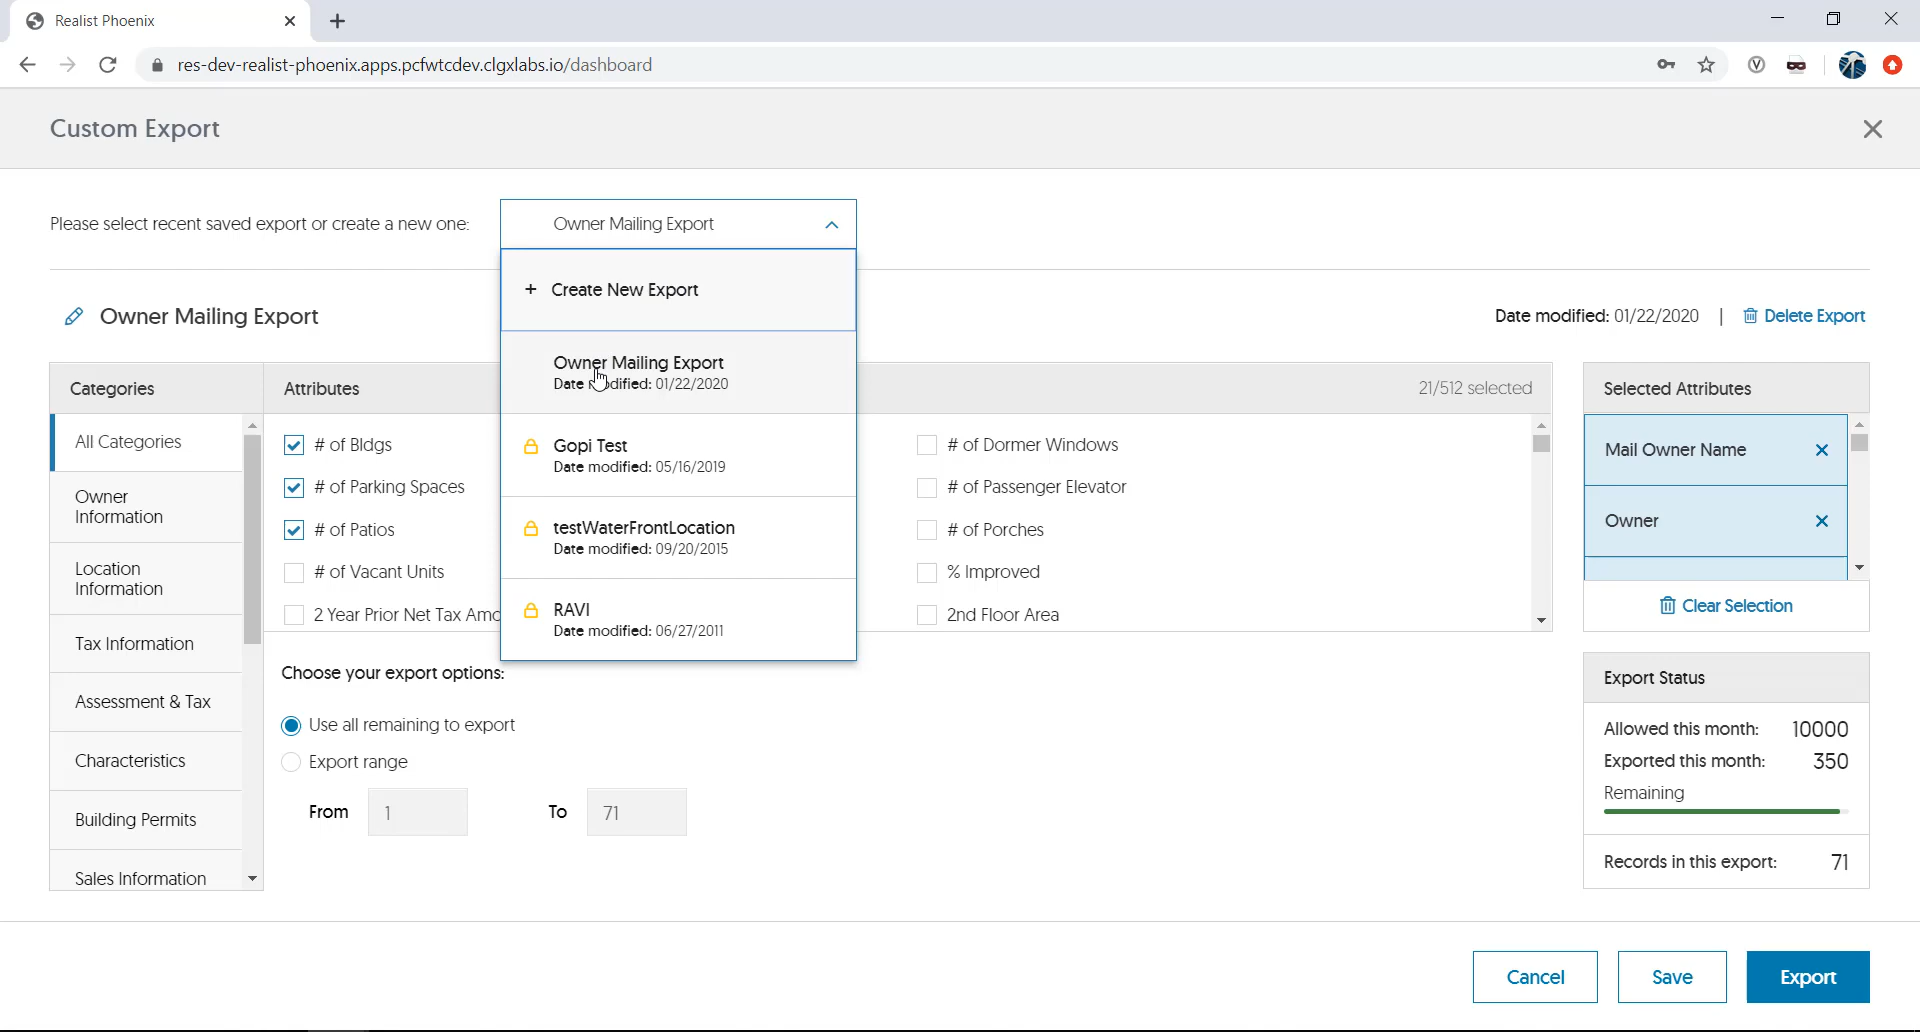 Realist Phoenix
res-dev-realist-phoenix.apps.pcfwtcdev.clgxlabs.io/dashboard
Custom Export
Please select recent saved export or create a new one:
Owner Mailing Export
+ Create New Export
Owner Mailing Export
Date modified: 01/22/2020
Gopi Test
Date modified: 05/16/2019
testWaterFrontLocation
Date modified: 09/20/2015
RAVI
Date modified: 06/27/2011
Owner Mailing Export
Date modified: 01/22/2020 | Delete Export
Categories
All Categories
Owner
Information
Location
Information
Tax Information
Assessment & Tax
Characteristics
Building Permits
Sales Information
Attributes
21/512 selected
# of Bldgs
# of Parking Spaces
# of Patios
# of Vacant Units
2 Year Prior Net Tax Amo
# of Dormer Windows
# of Passenger Elevator
# of Porches
% Improved
2nd Floor Area
Selected Attributes
Mail Owner Name
Owner
Clear Selection
Choose your export options:
Use all remaining to export
Export range
From 1 To 71
Export Status
Allowed this month: 10000
Exported this month: 350
Remaining
Records in this export: 71
Cancel
Save
Export